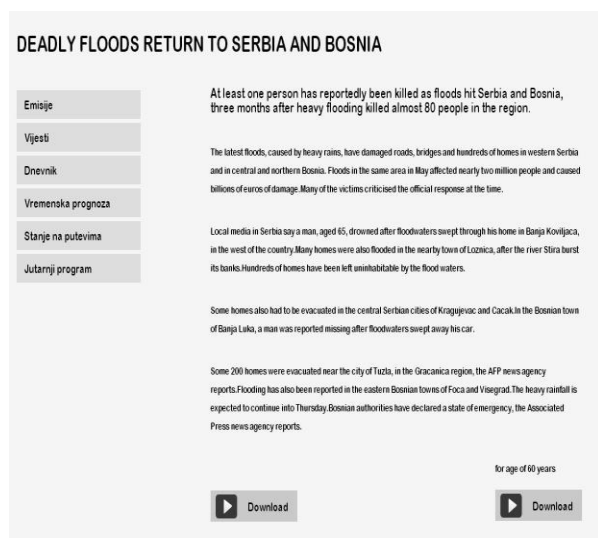 DEADLY FLOODS RETURN TO SERBIA AND BOSNIA
Emisije
Vijesti
Dnevnik
Vremenska prognoza
Stanje na putevima
Jutarnji program
At least one person has reportedly been killed as floods hit Serbia and Bosnia,
three months after heavy flooding killed almost 80 people in the region.
The latest floods, caused by heavy rains, have damaged roads, bridges and hundreds of homes in western Serbia
and in central and northern Bosnia. Floods in the same area in May affected nearly two million people and caused
billions of euros of damage.Many of the victims criticised the official response at the time.
Local media in Serbia say a man, aged 65, drowned after floodwaters swept through his home in Banja Koviljaca,
in the west of the country.Many homes were also flooded in the nearby town of Loznica, after the river Stira burst
its banks.Hundreds of homes have been left uninhabitable by the flood waters.
Some homes also had to be evacuated in the central Serbian cities of Kragujevac and Cacak.In the Bosnian town
of Banja Luka, a man was reported missing after floodwaters swept away his car.
Some 200 homes were evacuated near the city of Tuzla, in the Gracanica region, the AFP news agency
reports.Flooding has also been reported in the eastern Bosnian towns of Foca and Visegrad.The heavy rainfall is
expected to continue into Thursday.Bosnian authorities have declared a state of emergency, the Associated
Press news agency reports.
for age of 60 years
Download
Download